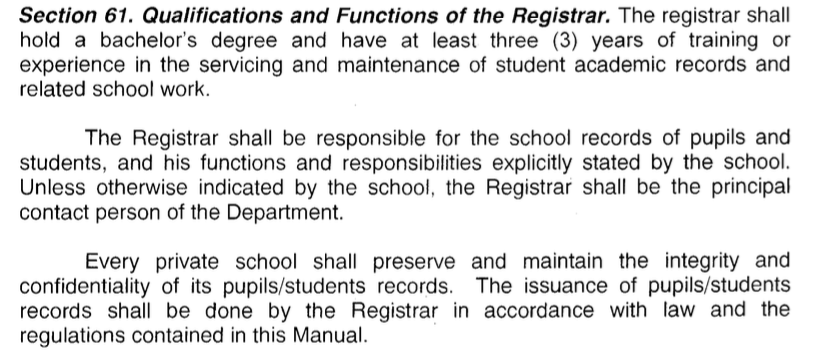 Section 61. Qualifications and Functions of the Registrar. The registrar shall
hold a bachelor's degree and have at least three (3) years of training or
experience in the servicing and maintenance of student academic records and
related school work.
The Registrar shall be responsible for the school records of pupils and
students, and his functions and responsibilities explicitly stated by the school.
Unless otherwise indicated by the school, the Registrar shall be the principal
contact person of the Department.
Every private school shall preserve and maintain the integrity and
confidentiality of its pupils/students records. The issuance of pupils/students
records shall be done by the Registrar in accordance with law and the
regulations contained in this Manual.